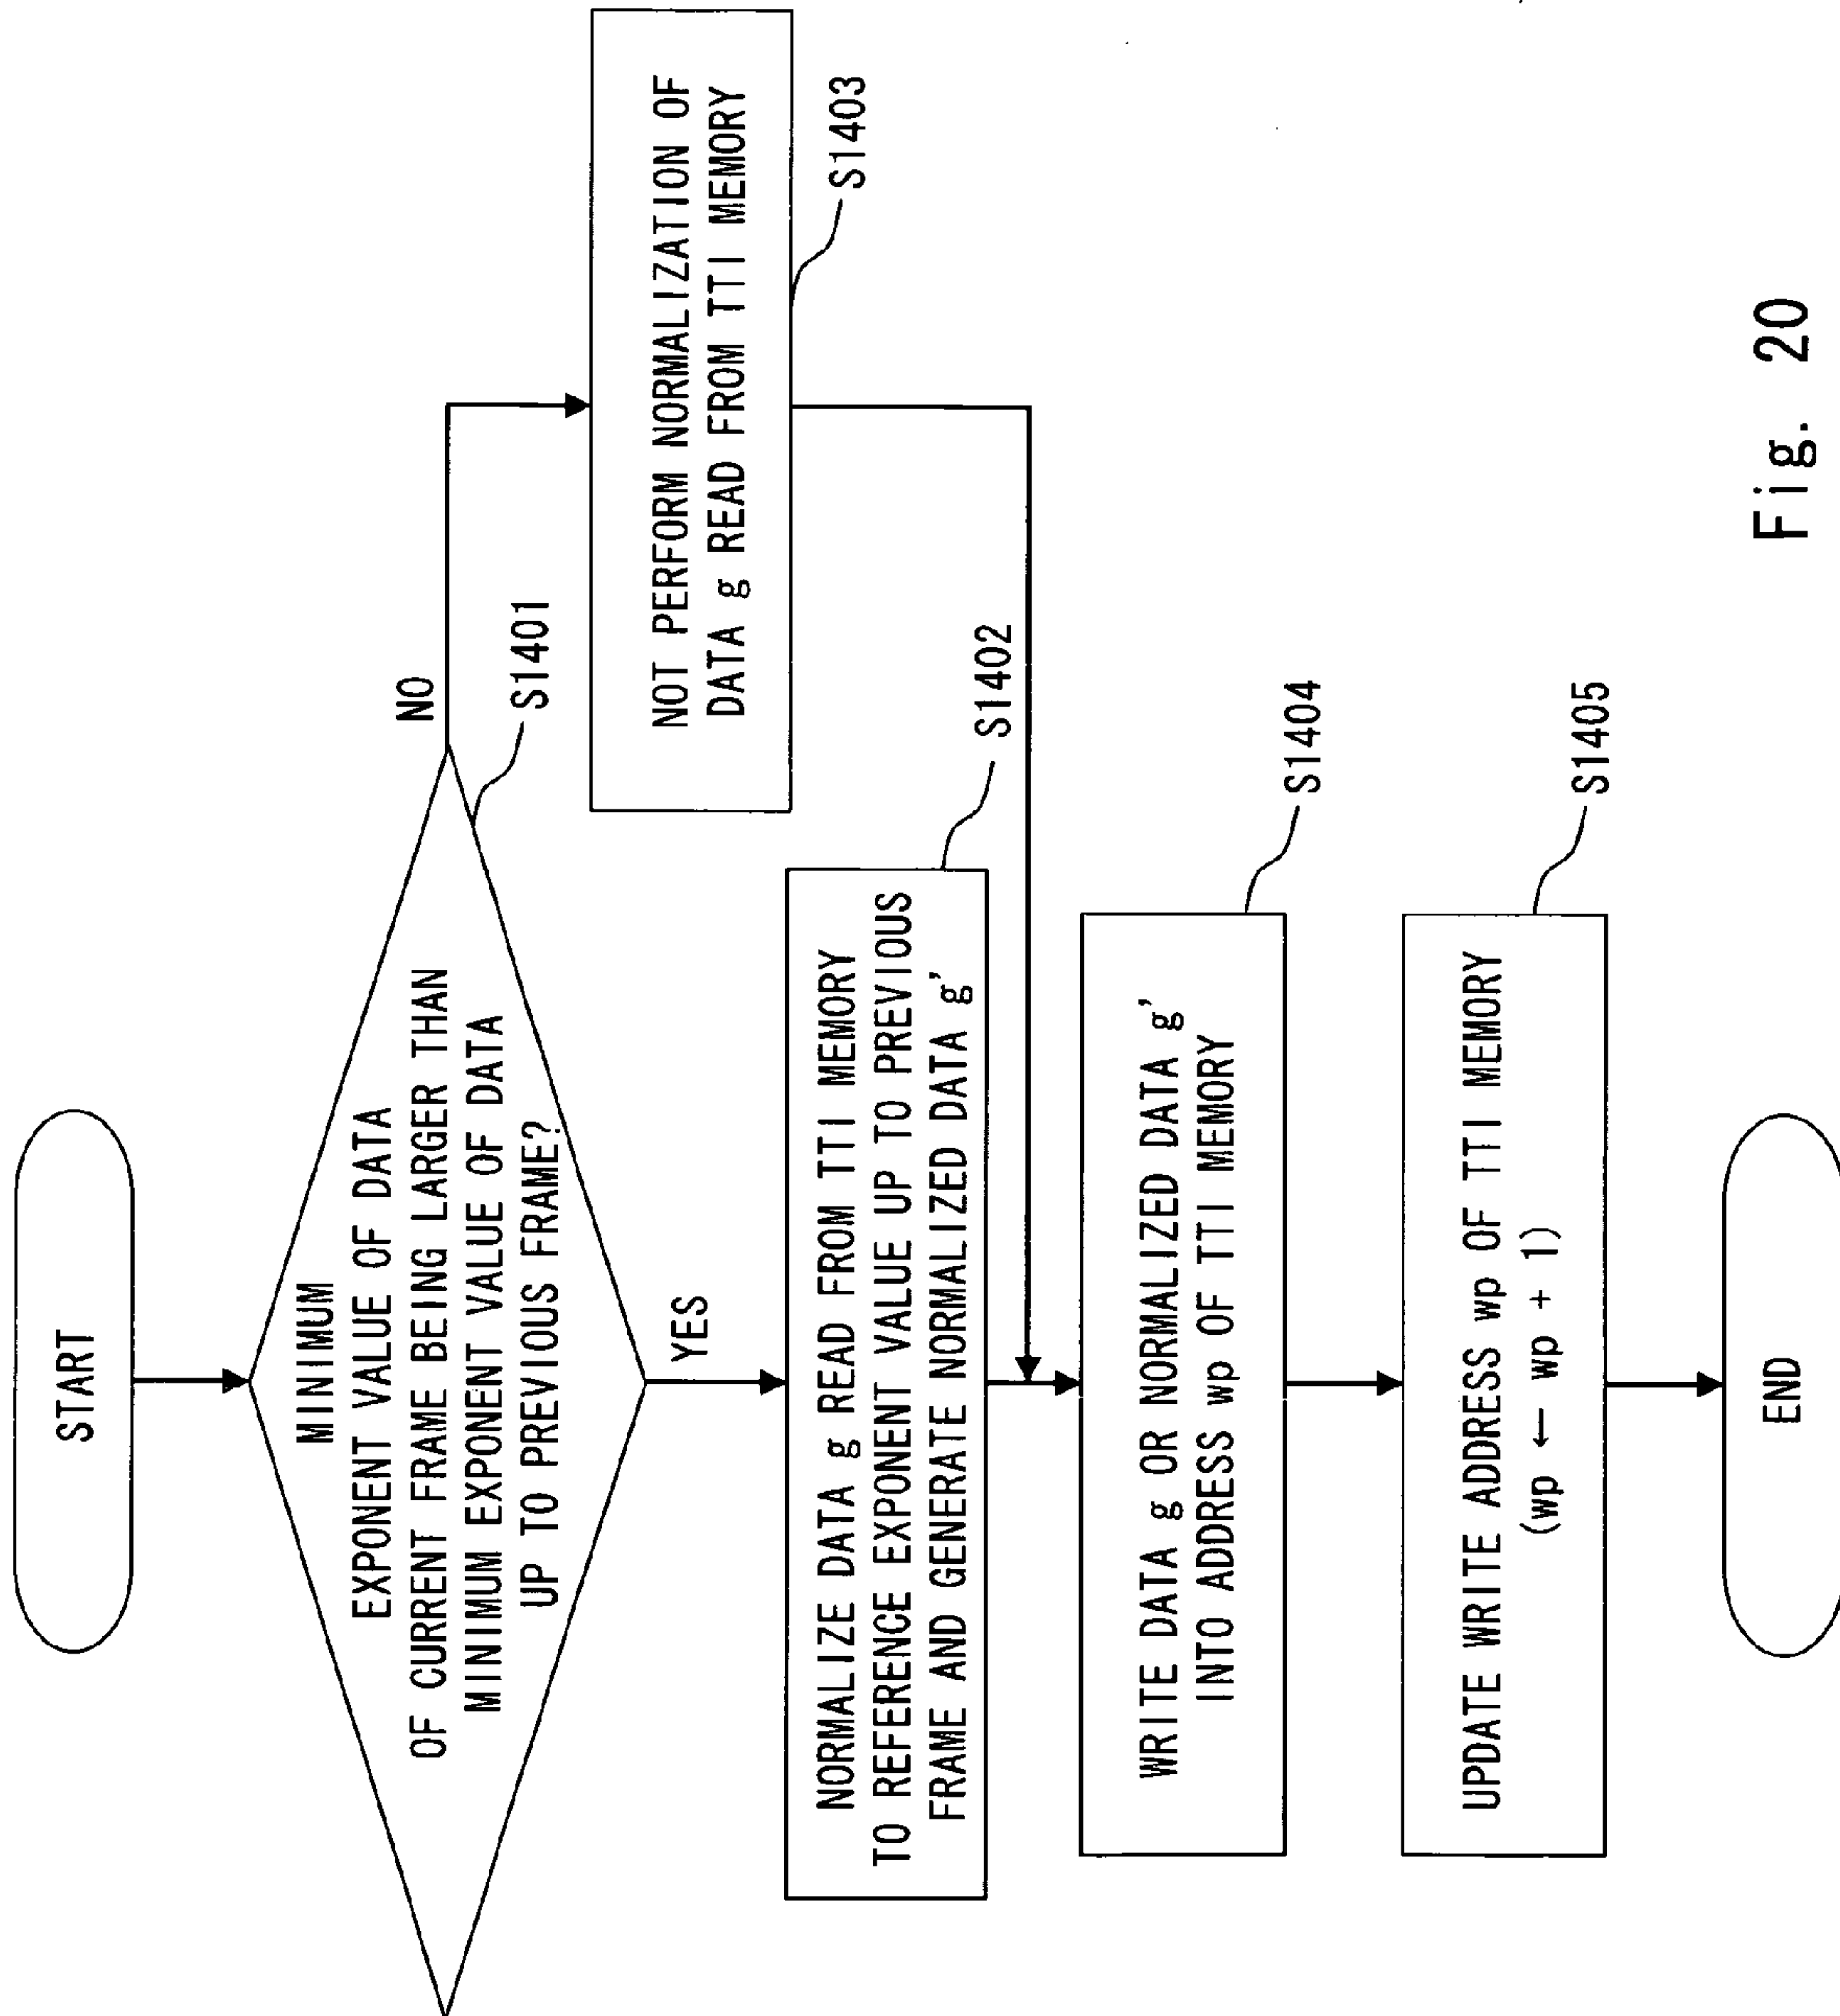 START
MINIMUM
EXPONENT VALUE OF DATA
OF CURRENT FRAME BEING LARGER THAN
MINIMUM EXPONENT VALUE OF DATA
UP TO PREVIOUS FRAME?
NO
S1401
YES
NOT PERFORM NORMALIZATION OF
DATA g READ FROM TTI MEMORY
S1403
NORMALIZE DATA g READ FROM TTI MEMORY
TO REFERENCE EXPONENT VALUE UP TO PREVIOUS
FRAME AND GENERATE NORMALIZED DATA g'
S1402
WRITE DATA g OR NORMALIZED DATA g'
INTO ADDRESS wp OF TTI MEMORY
S1404
UPDATE WRITE ADDRESS wp OF TTI MEMORY
(wp ← wp + 1)
S1405
END
Fig. 20